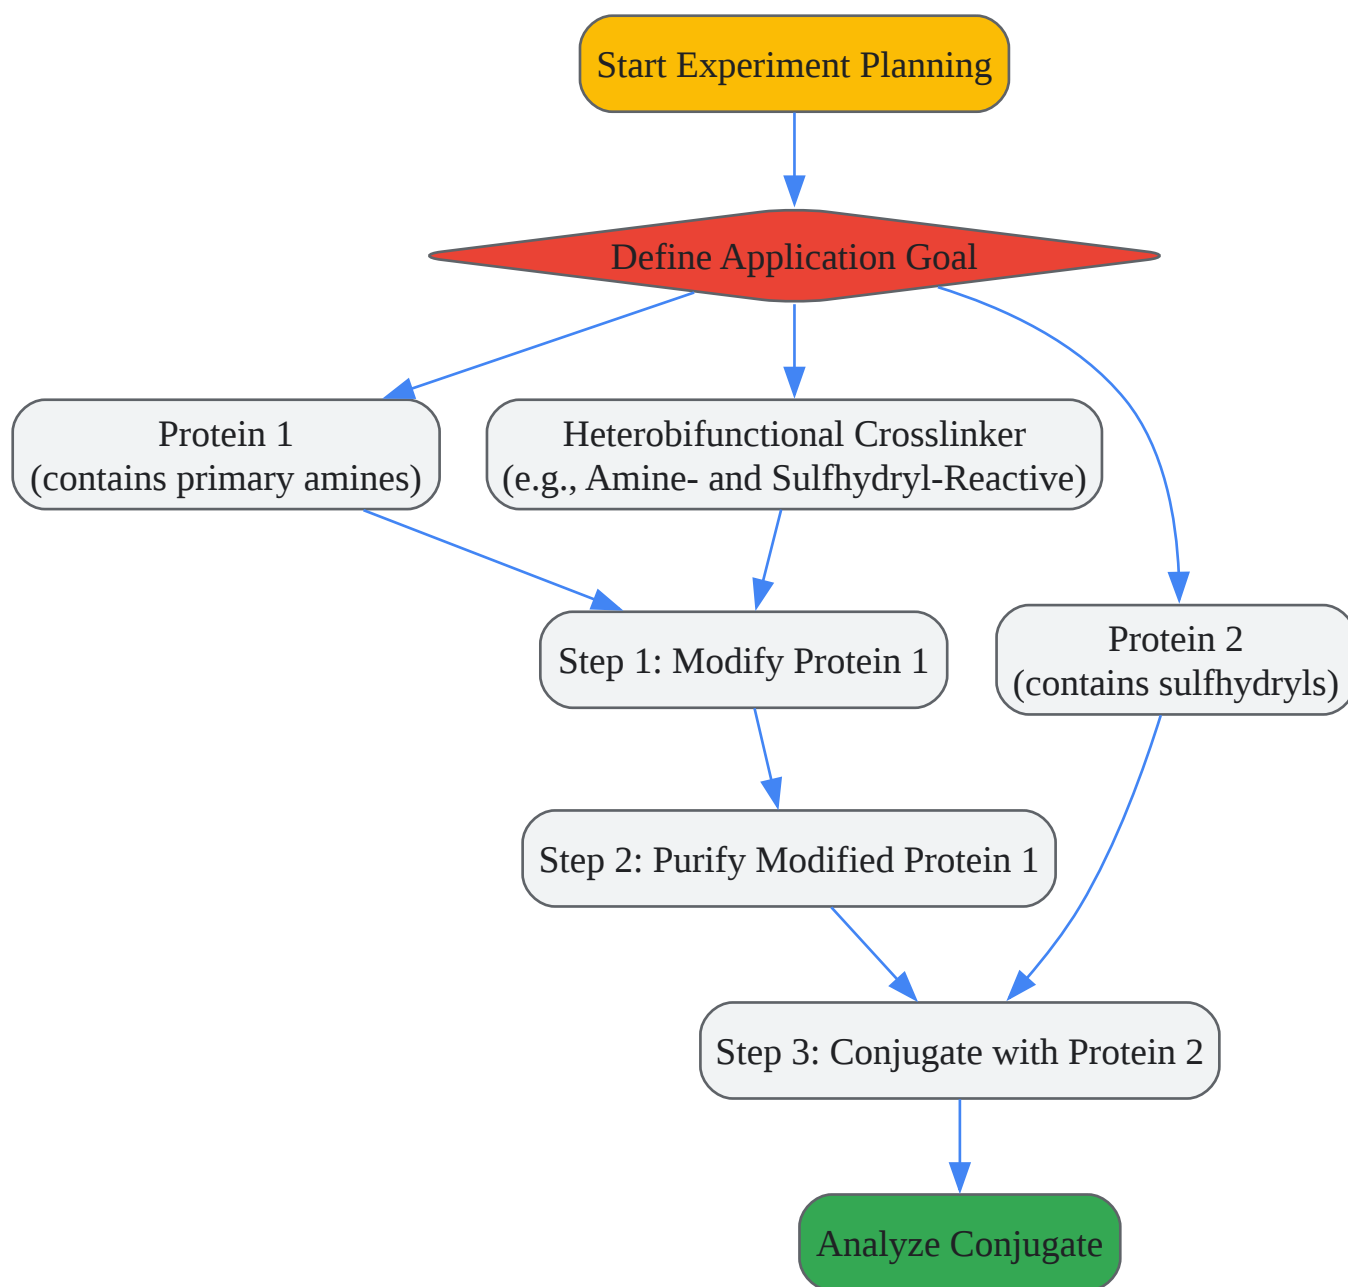 Start Experiment Planning
Define Application Goal
Protein 1
(contains primary amines)
Heterobifunctional Crosslinker
(e.g., Amine- and Sulfhydryl-Reactive)
Step 1: Modify Protein 1
Protein 2
(contains sulfhydryls)
Step 2: Purify Modified Protein 1
Step 3: Conjugate with Protein 2
Analyze Conjugate